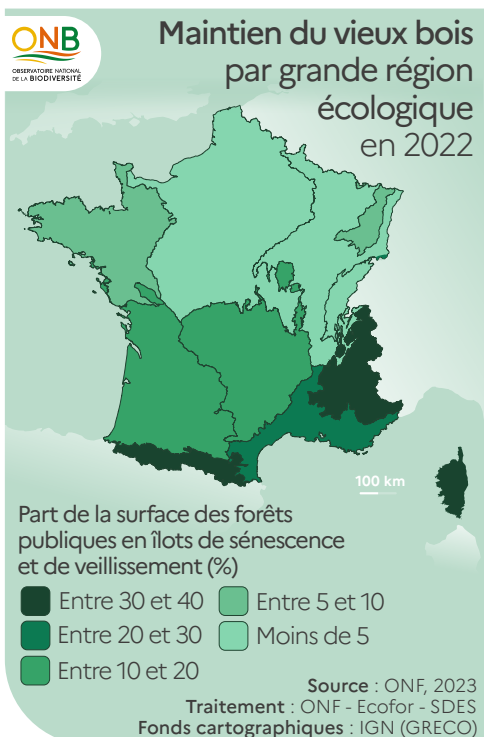 ONB
OBSERVATOIRE NATIONAL
DE LA BIODIVERSITÉ
Maintien du vieux bois
par grande région
écologique
en 2022
100 km
Part de la surface des forêts
publiques en îlots de sénescence
et de veillissement (%)
Entre 30 et 40
Entre 5 et 10
Entre 20 et 30
Moins de 5
Entre 10 et 20
Source : ONF, 2023
Traitement : ONF - Ecofor - SDES
Fonds cartographiques : IGN (GRECO)